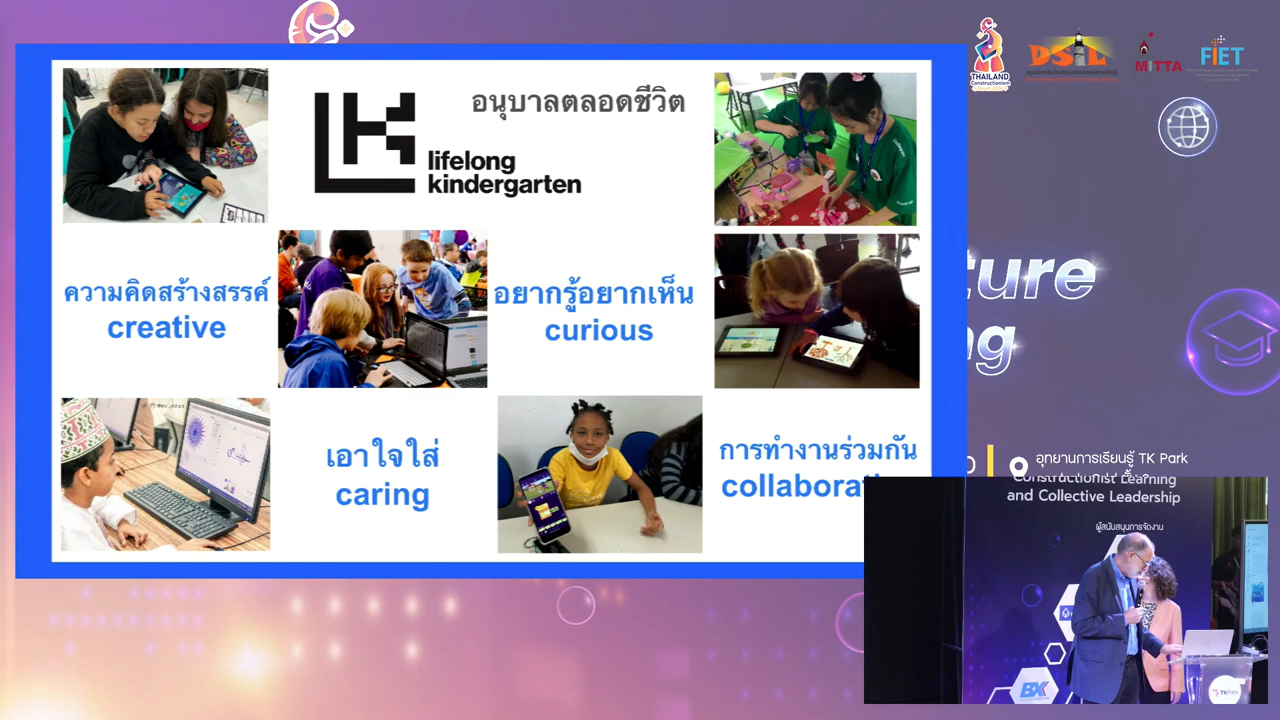 อนุบาลตลอดชีวิต
lifelong
kindergarten
ความคิดสร้างสรรค์
creative
อยากรู้อยากเห็น
curious
เอาใจใส่
caring
การทำงานร่วมกัน
THAILAND
Constructionism
DSIL
MITTA
FIET
อุทยานการเรียนรู้ TK Park
Constructionist Learning
and Collective Leadership
ผู้สนับสนุนการจัดงาน
BX
TKPark